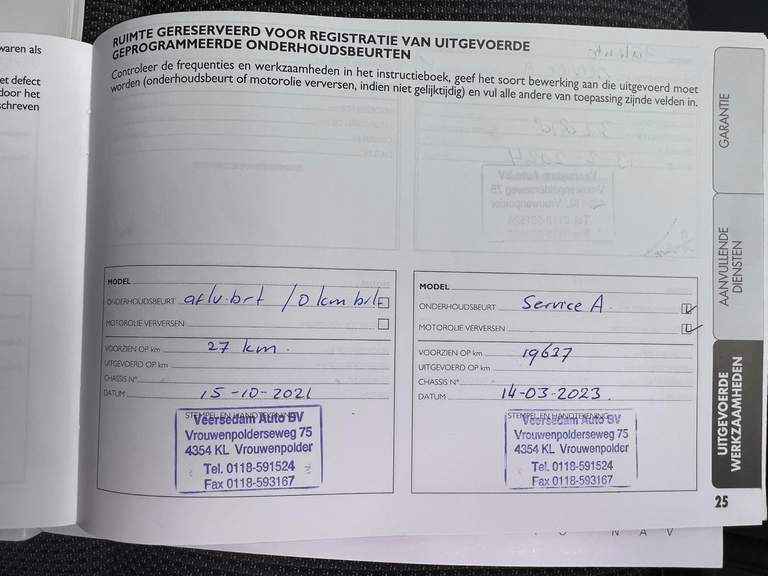 waren als
et defect
door het
schreven
RUIMTE GERESERVEERD VOOR REGISTRATIE VAN UITGEVOERDE
GEPROGRAMMEERDE ONDERHOUDSBEURTEN
Controleer de frequenties en werkzaamheden in het instructieboek, geef het soort bewerking aan die uitgevoerd moet
worden (onderhoudsbeurt of motorolie verversen, indien niet gelijktijdig) en vul alle andere van toepassing zijnde velden in.
MODEL
ONDERHOUDSBEURT aflv.brt / 0 km
MOTOROLIE VERVERSEN
VOORZIEN OP km 27 km.
UITGEVOERD OP km
CHASSIS N°
DATUM 15-10-2021
STEMPEL EN HANDTEKENING
Veersedam Auto BV
Vrouwenpolderseweg 75
4354 KL Vrouwenpolder
Tel. 0118-591524
Fax 0118-593167
MODEL
ONDERHOUDSBEURT Service A
MOTOROLIE VERVERSEN
VOORZIEN OP km 19637
UITGEVOERD OP km
CHASSIS N°
DATUM 14-03-2023.
STEMPEL EN HANDTEKENING
Veersedam Auto BV
Vrouwenpolderseweg 75
4354 KL Vrouwenpolder
Tel. 0118-591524
Fax 0118-593167
GARANTIE
AANVULLENDE
DIENSTEN
UITGEVOERDE
WERKZAAMHEDEN
25
N A V